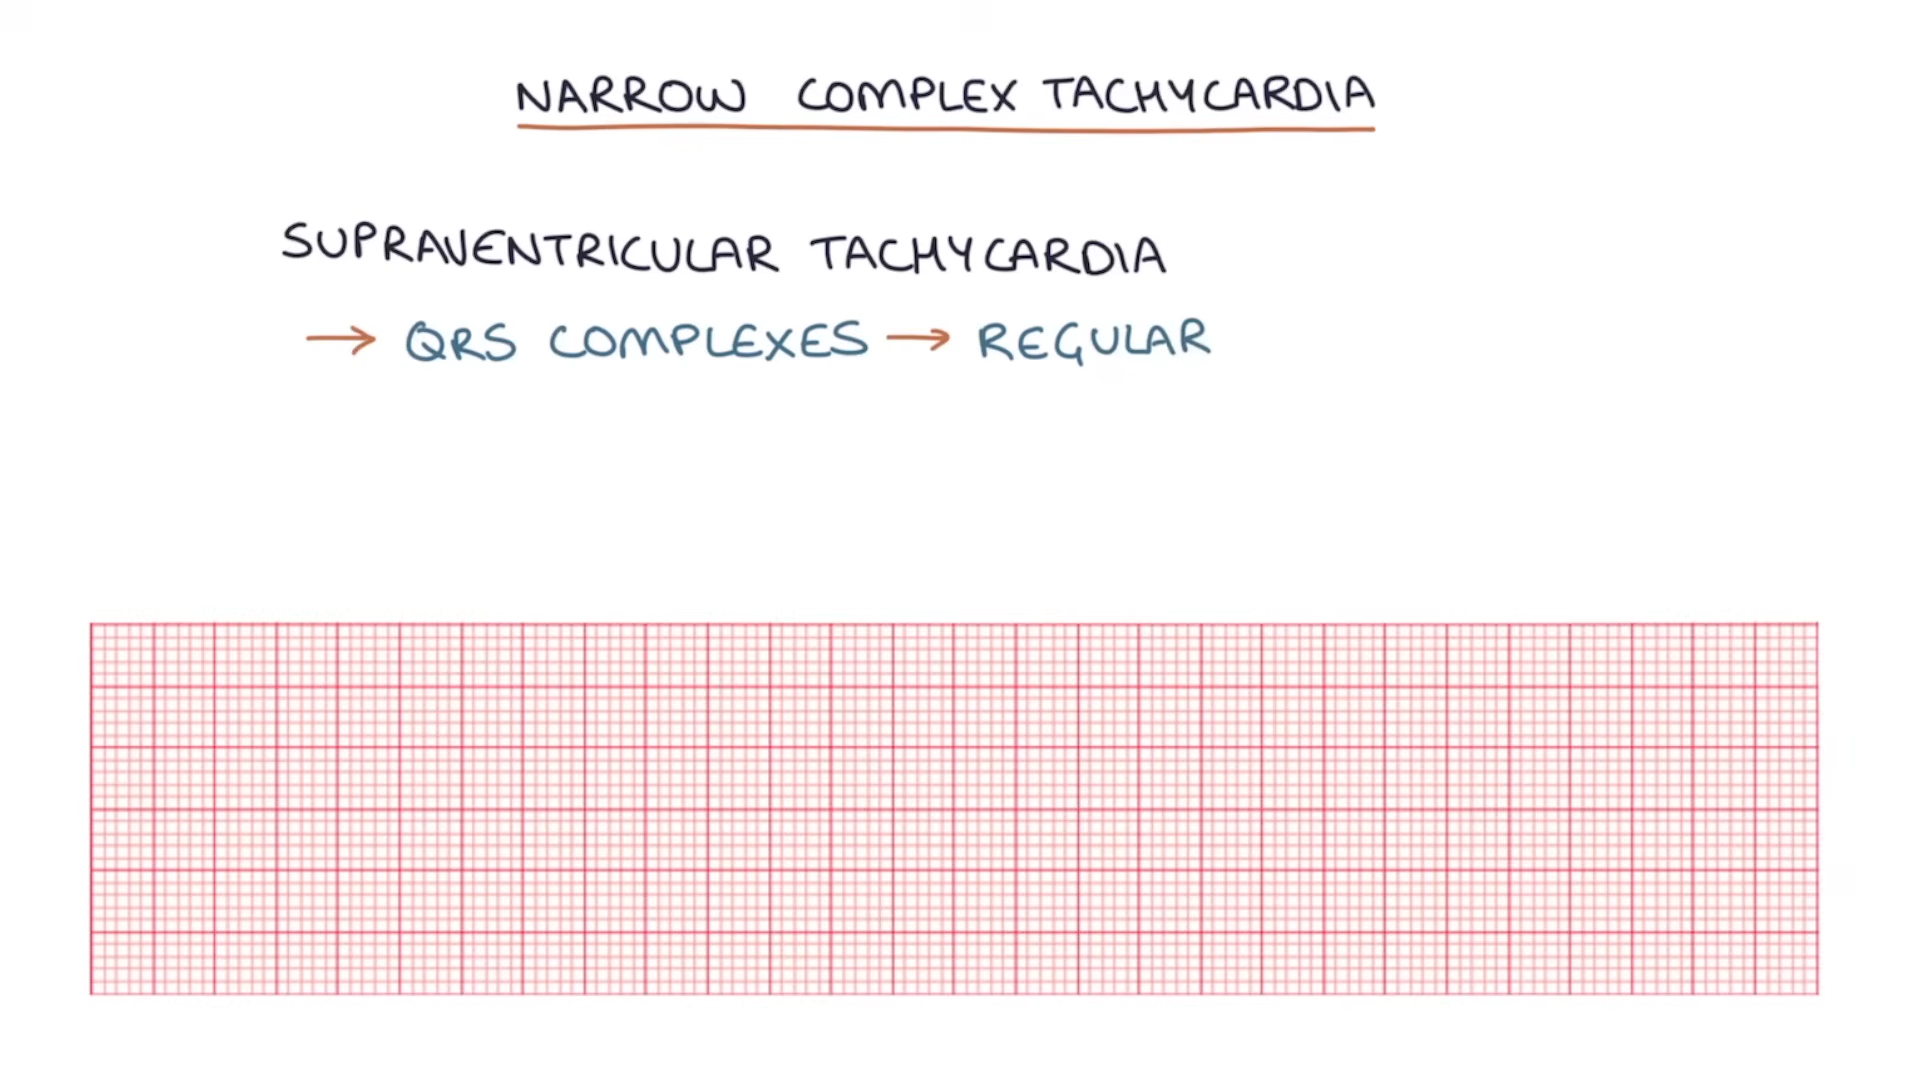 NARROW COMPLEX TACHYCARDIA
SUPRAVENTRICULAR TACHYCARDIA
→ QRS COMPLEXES → REGULAR